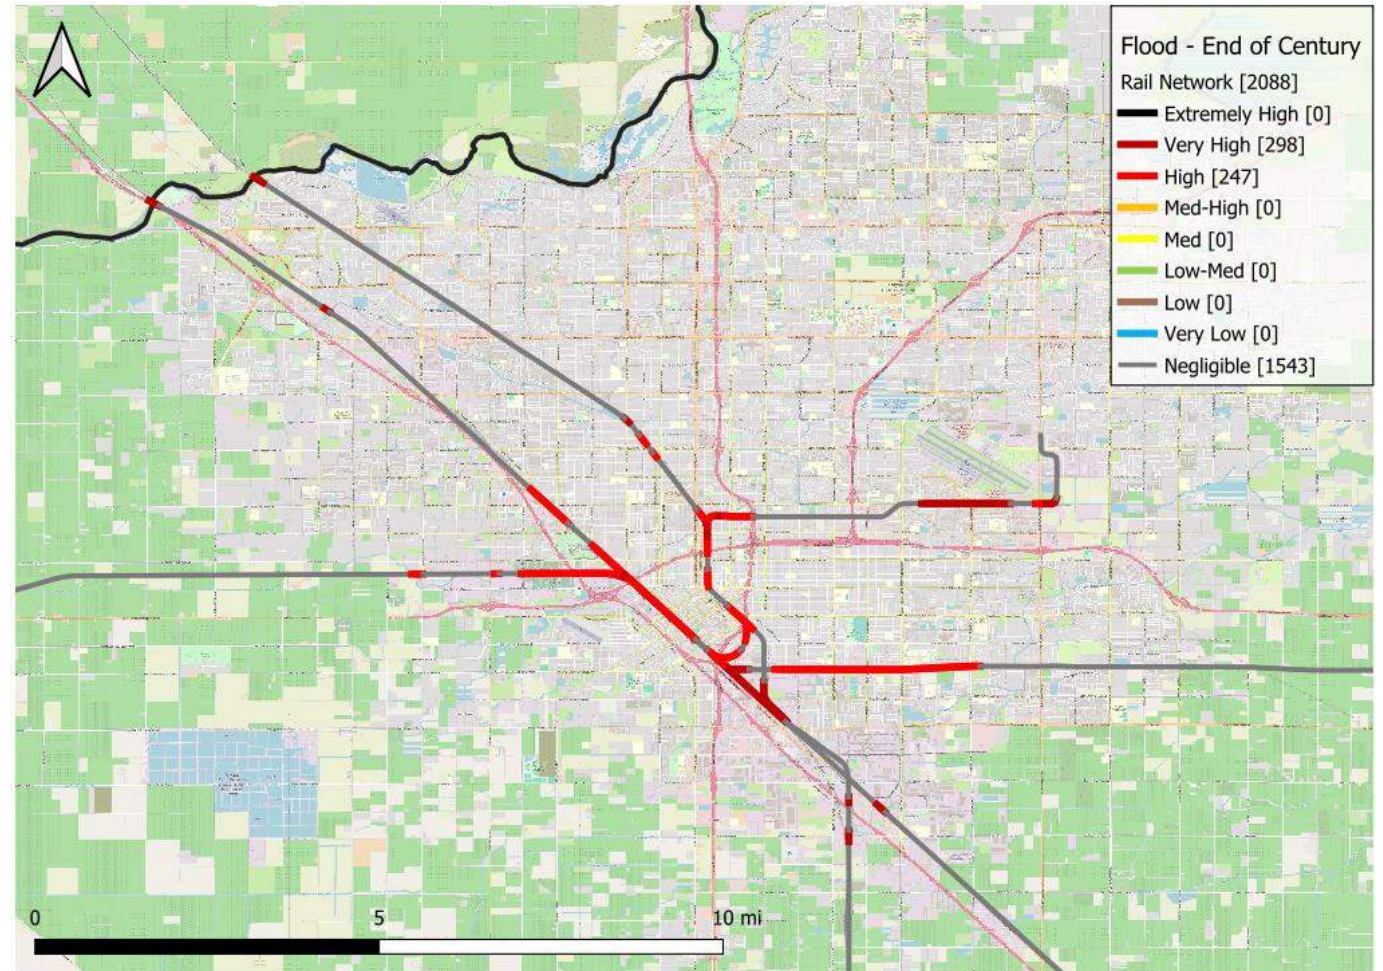 Flood - End of Century
Rail Network [2088]
Extremely High [0]
Very High [298]
High [247]
Med-High [0]
Med [0]
Low-Med [0]
Low [0]
Very Low [0]
Negligible [1543]
0 5 10 mi